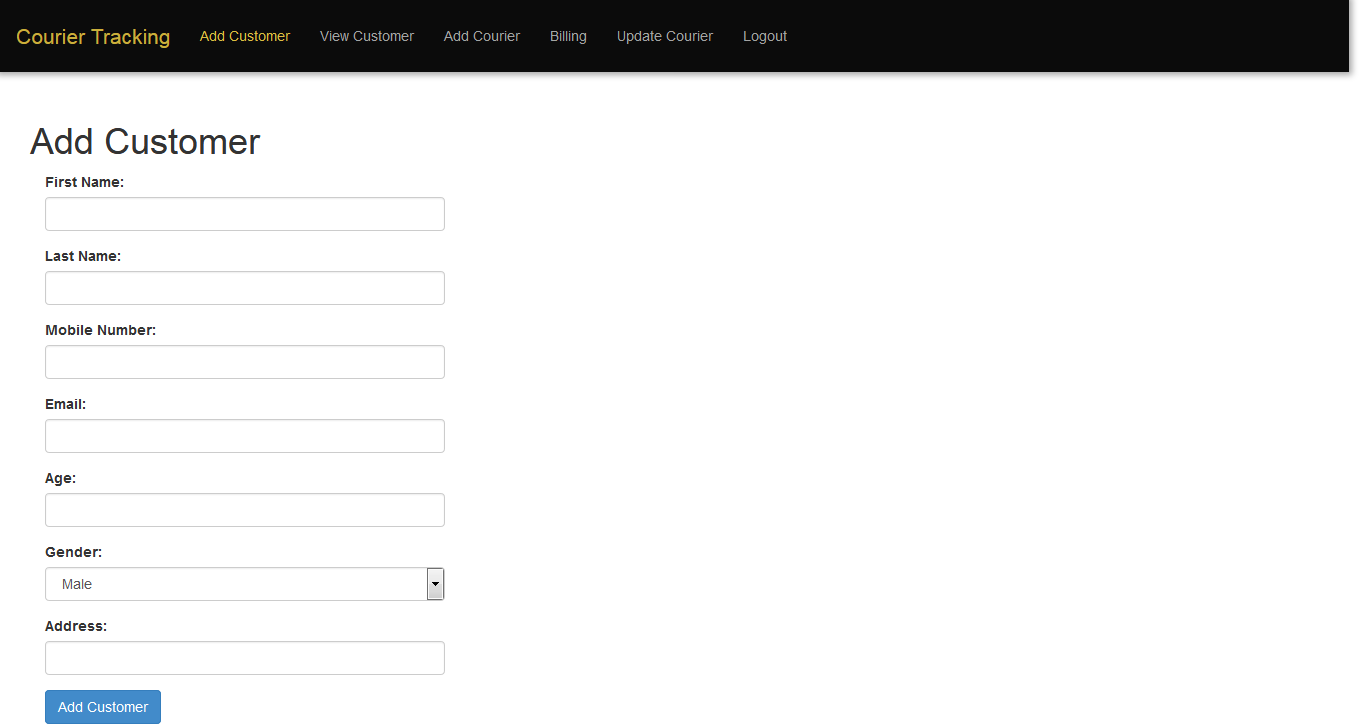 Courier Tracking Add Customer View Customer Add Courier Billing Update Courier Logout
Add Customer
First Name:
Last Name:
Mobile Number:
Email:
Age:
Gender:
Male
Address:
Add Customer